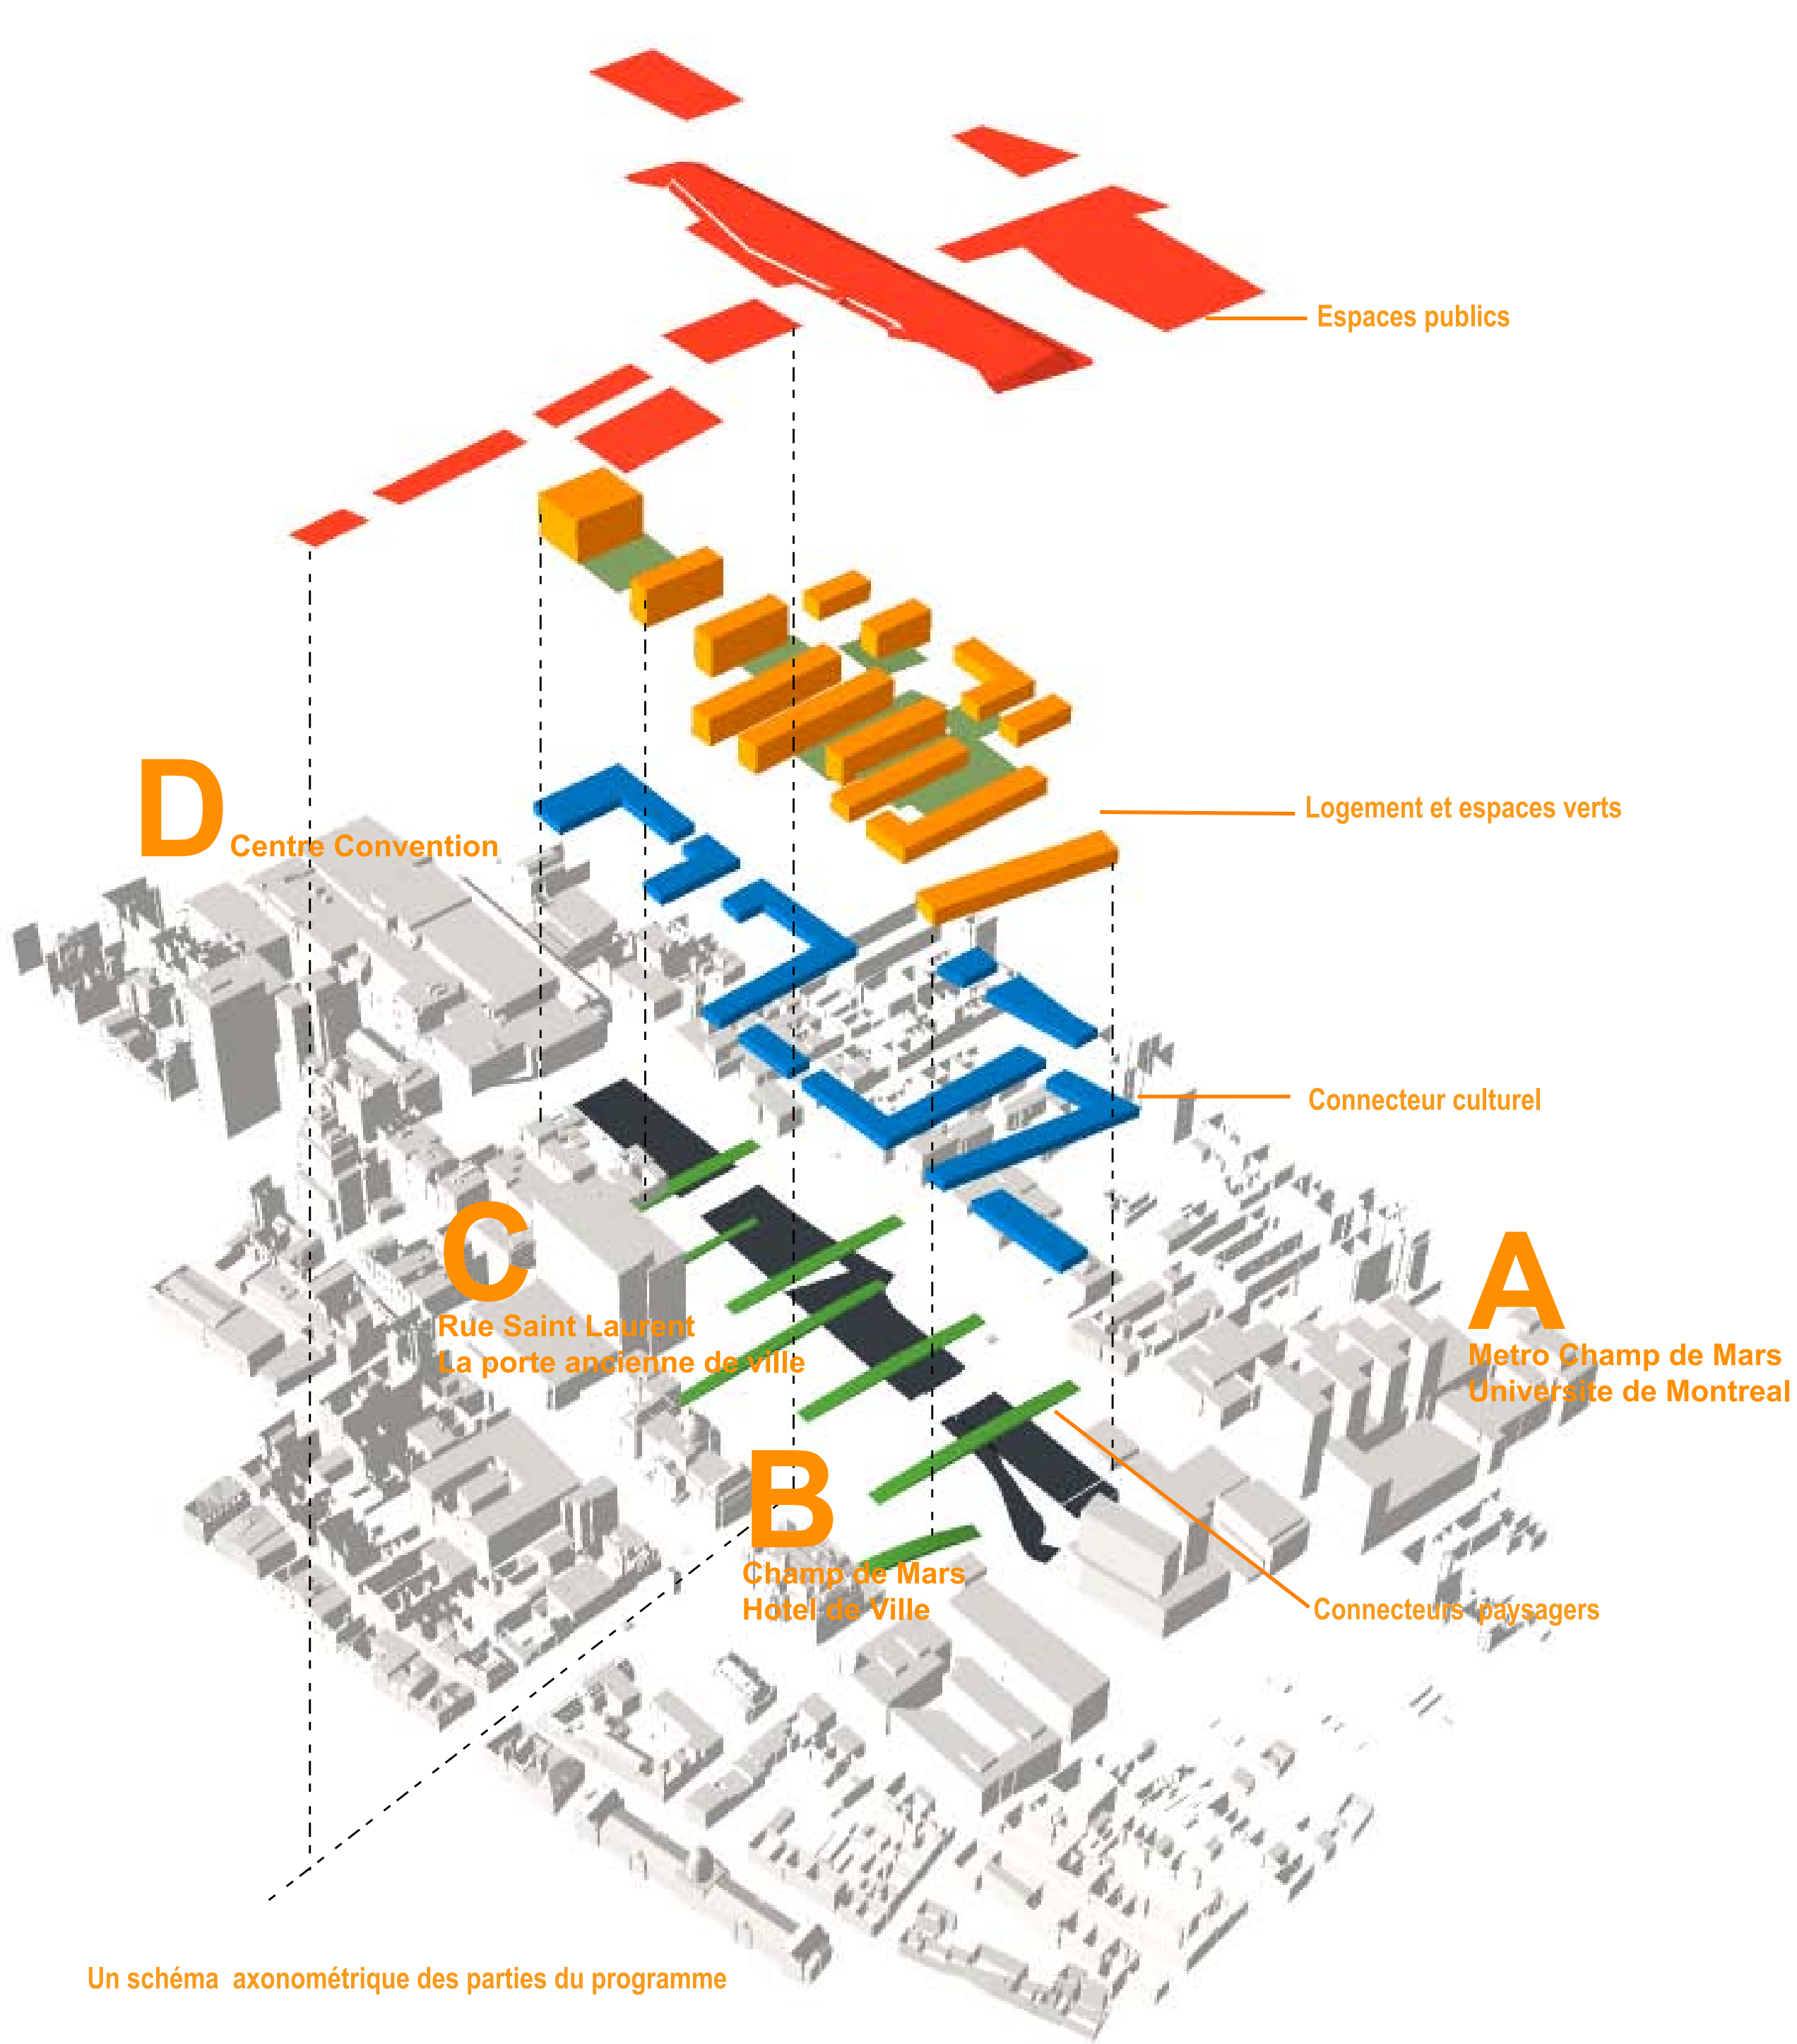 Espaces publics
D
Centre Convention
Logement et espaces verts
Connecteur culturel
C
Rue Saint Laurent
La porte ancienne de ville
A
Metro Champ de Mars
Universite de Montreal
B
Champ de Mars
Hotel de Ville
Connecteurs paysagers
Un schéma axonométrique des parties du programme